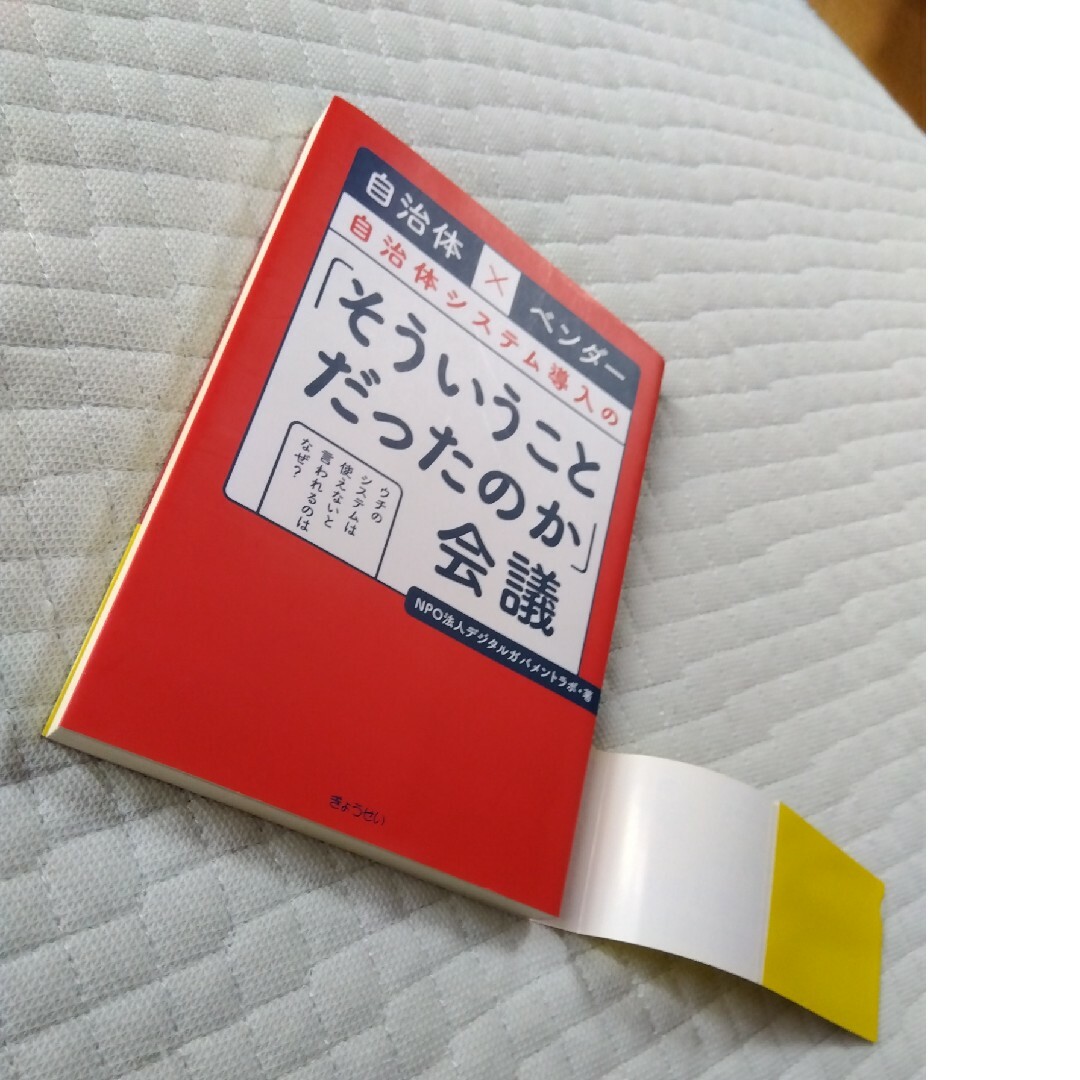 自治体 × ベンダー
自治体システム導入の
「そういうこと
だったのか」
会議
ウチの
システムは
使えないと
言われるのは
なぜ？
NPO法人デジタルガバメントラボ・著
ぎょうせい